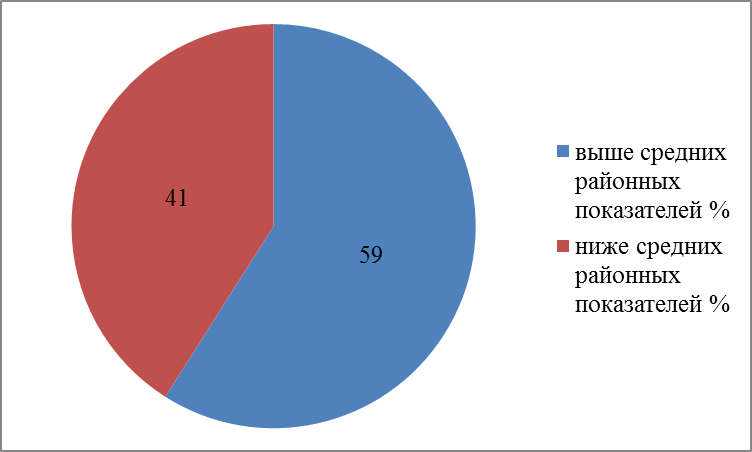 41
59
выше средних
районных
показателей %
ниже средних
районных
показателей %